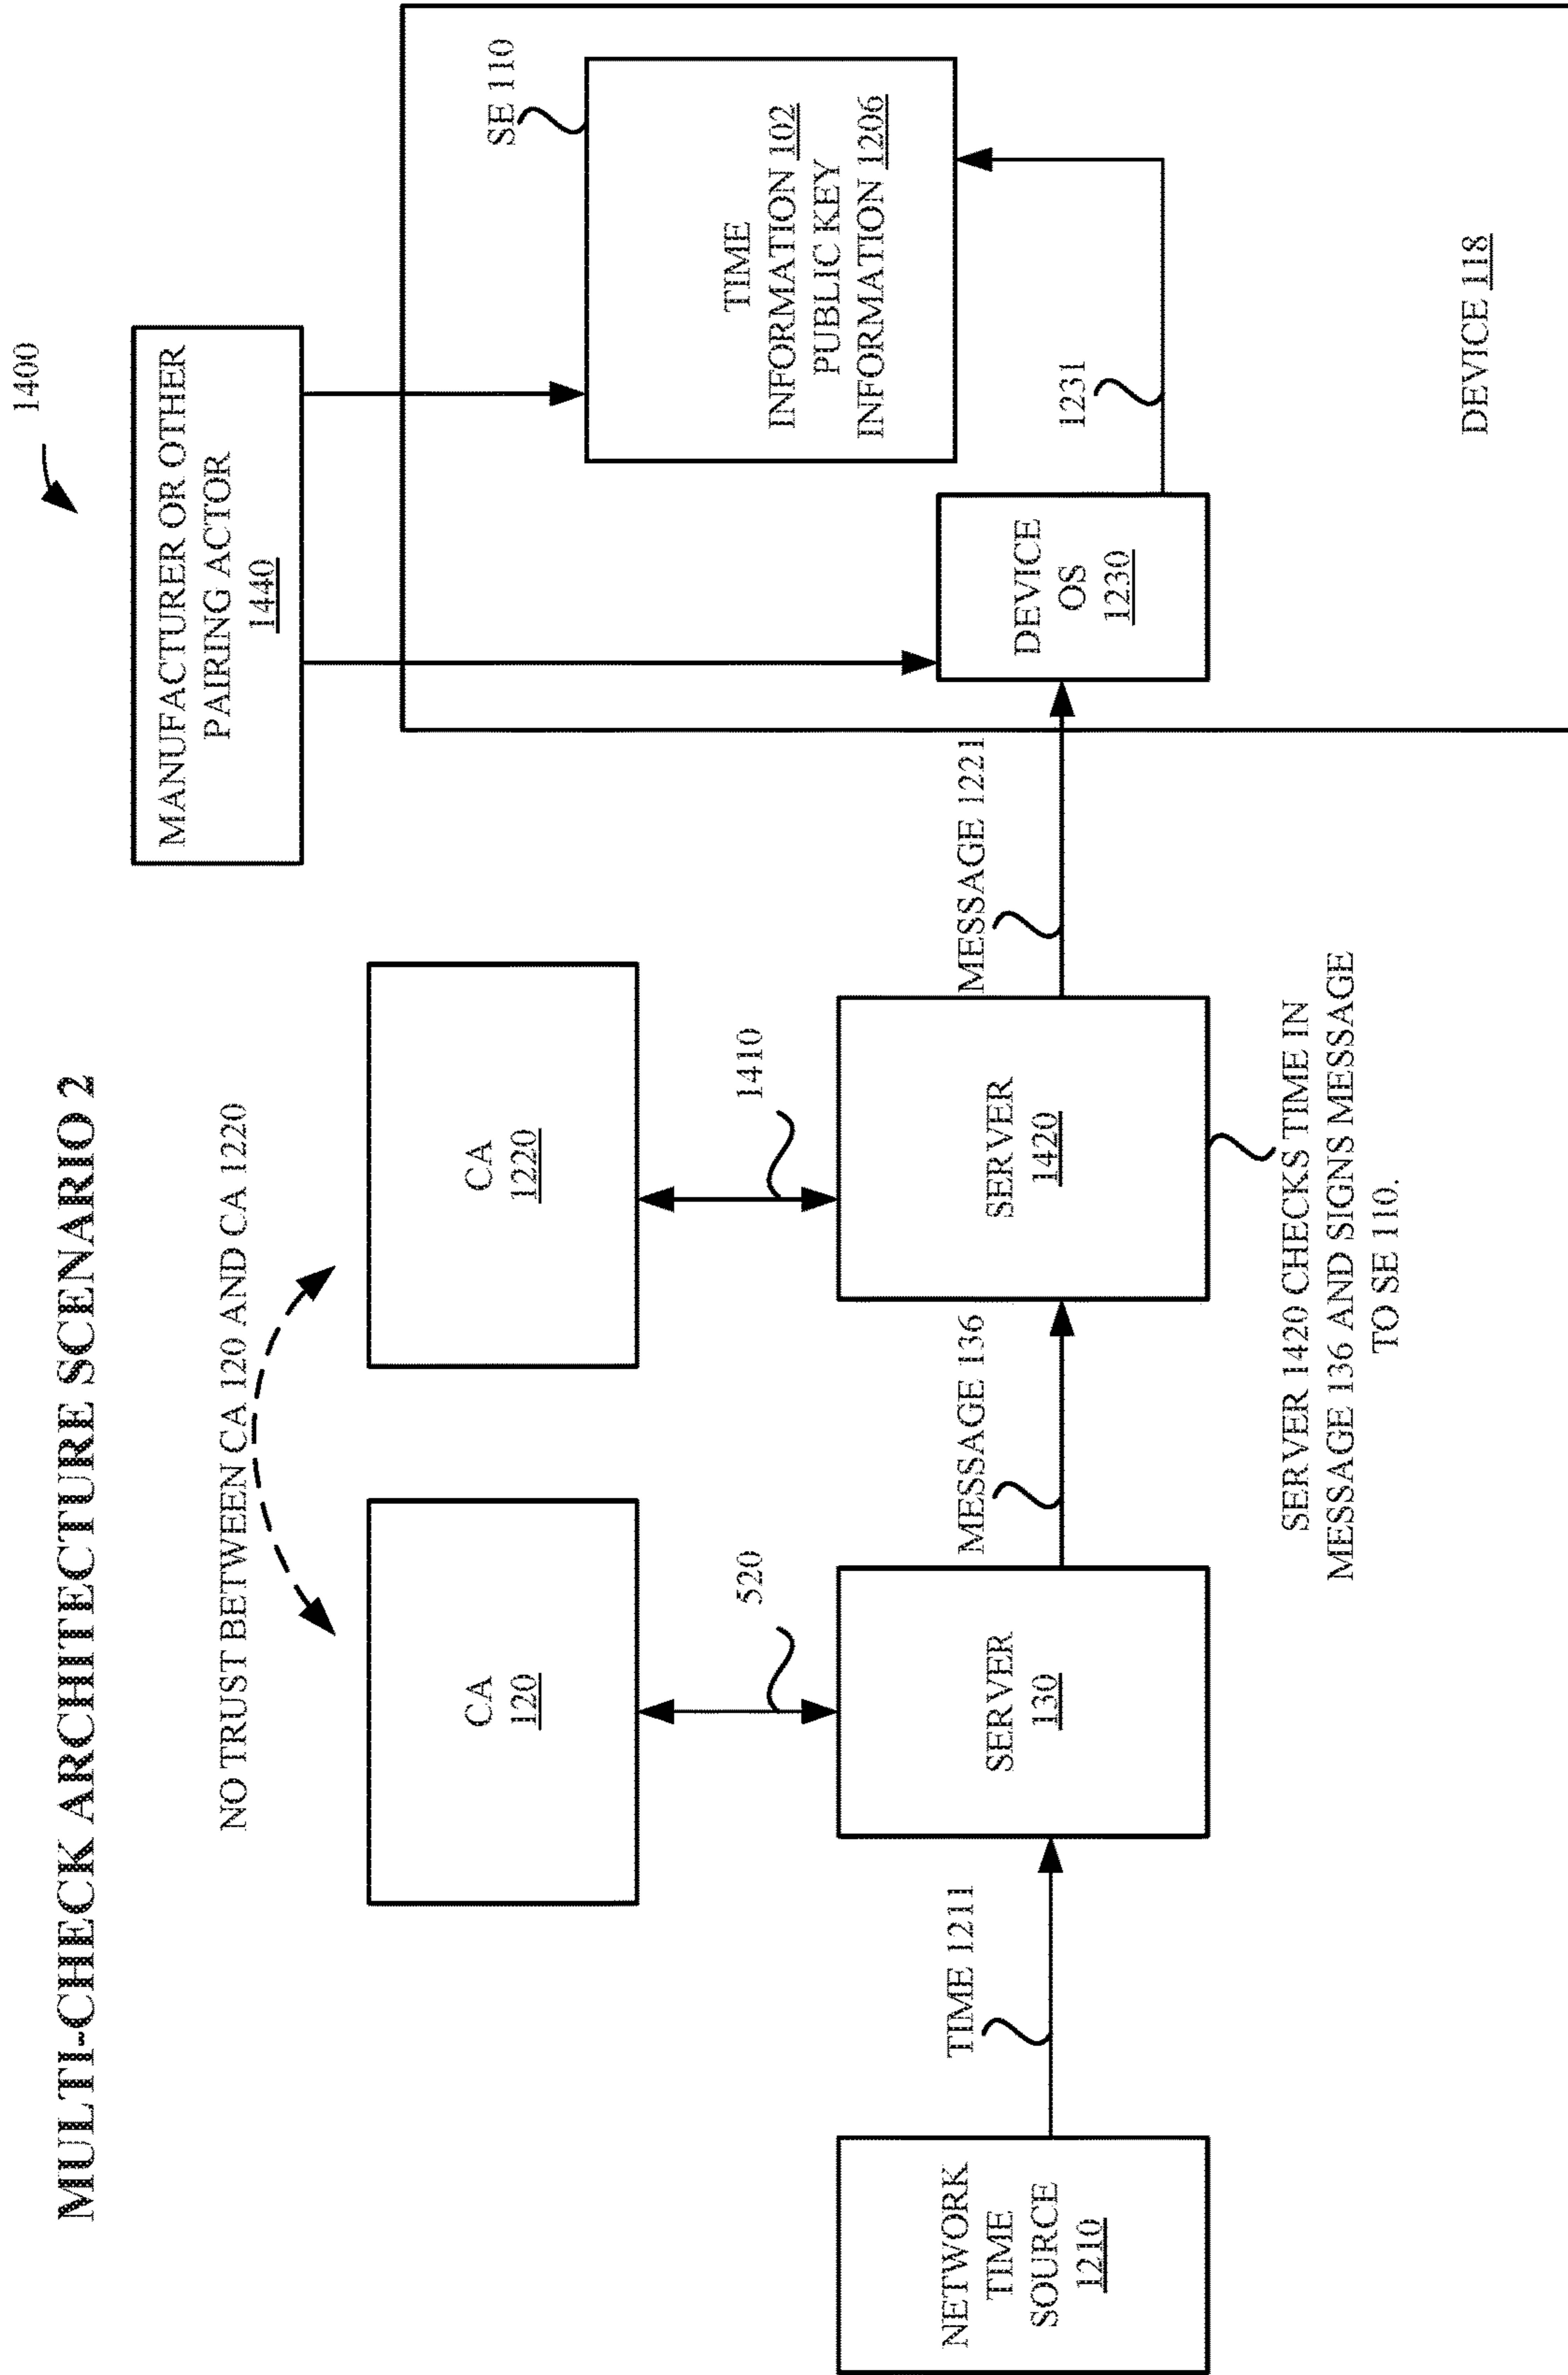 MULTI-CHECK ARCHITECTURE SCENARIO 2
1400
NO TRUST BETWEEN CA 120 AND CA 1220
MANUFACTURER OR OTHER
PAIRING ACTOR
1440
CA
120
CA
1220
SE 110
520
1410
TIME
INFORMATION 102
PUBLIC KEY
INFORMATION 1206
NETWORK
TIME
SOURCE
1210
TIME 1211
SERVER
130
MESSAGE 136
SERVER
1420
MESSAGE 1221
DEVICE
OS
1230
1231
SERVER 1420 CHECKS TIME IN
MESSAGE 136 AND SIGNS MESSAGE
TO SE 110.
DEVICE 118